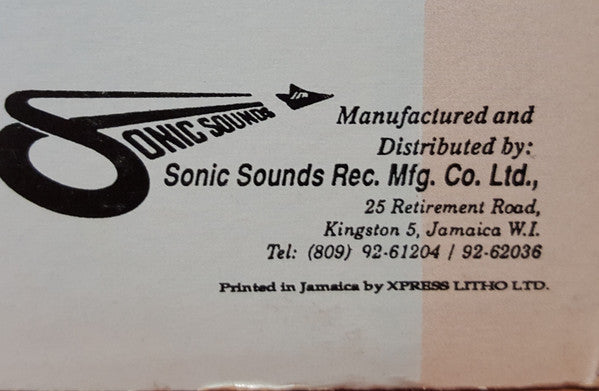 SONIC SOUNDS
Manufactured and
Distributed by:
Sonic Sounds Rec. Mfg. Co. Ltd.,
25 Retirement Road,
Kingston 5, Jamaica W.I.
Tel: (809) 92-61204 / 92-62036
Printed in Jamaica by XPRESS LITHO LTD.